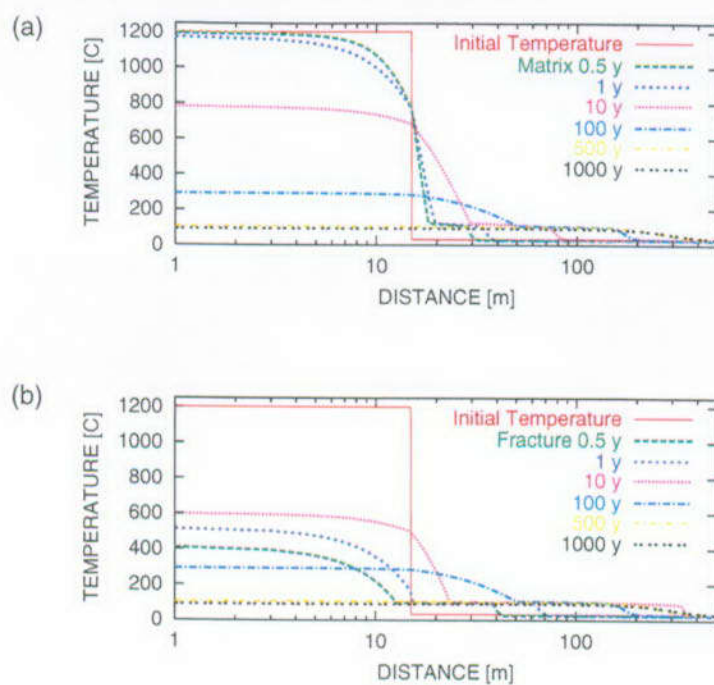 (a)
TEMPERATURE [C]
1200
1000
800
600
400
200
0
Initial Temperature
Matrix 0.5 y
1 y
10 y
100 y
500 y
1000 y
1
10
100
DISTANCE [m]
(b)
TEMPERATURE [C]
1200
1000
800
600
400
200
0
Initial Temperature
Fracture 0.5 y
1 y
10 y
100 y
500 y
1000 y
1
10
100
DISTANCE [m]